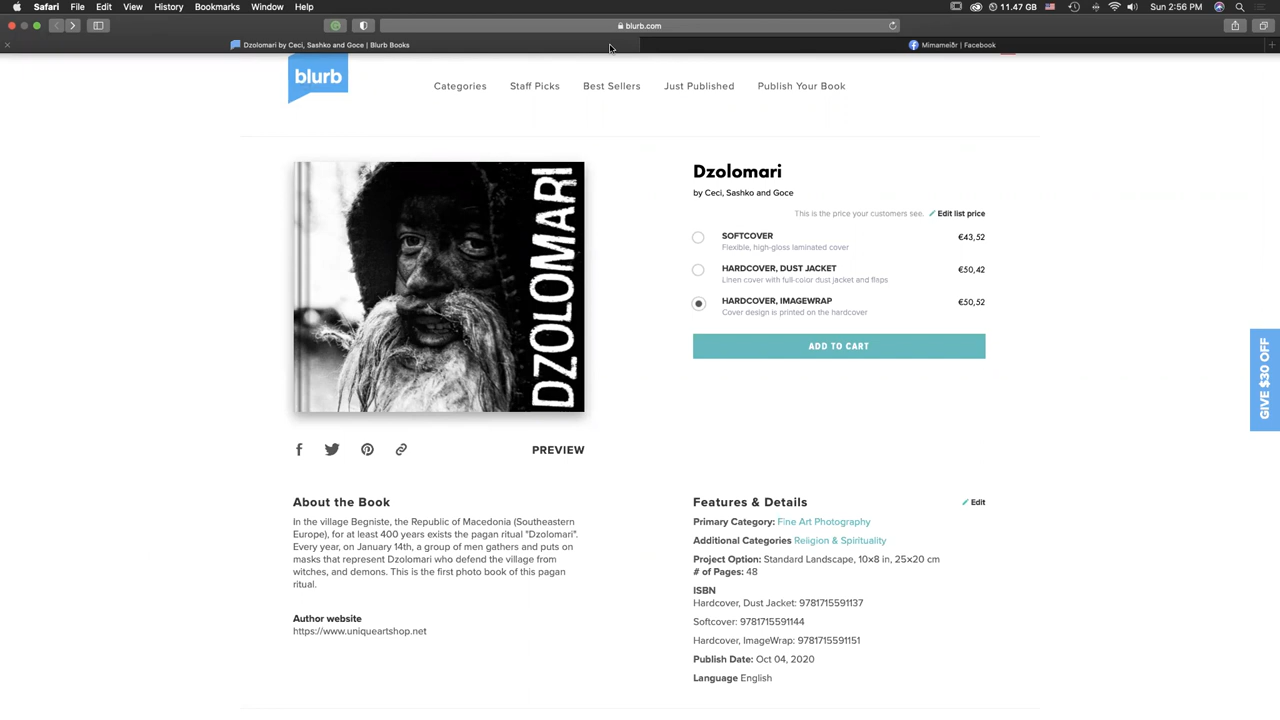 Safari File Edit View History Bookmarks Window Help 11.47 GB Sun 2:56 PM
blurb.com
Dzolomari by Ceci, Sashko and Goce | Blurb Books
Mímameiðr | Facebook
blurb
Categories Staff Picks Best Sellers Just Published Publish Your Book
DZOLOMARI
Dzolomari
by Ceci, Sashko and Goce
This is the price your customers see. Edit list price
SOFTCOVER €43,52
Flexible, high-gloss laminated cover
HARDCOVER, DUST JACKET €50,42
Linen cover with full-color dust jacket and flaps
HARDCOVER, IMAGEWRAP €50,52
Cover design is printed on the hardcover
ADD TO CART
GIVE $30 OFF
PREVIEW
About the Book
In the village Begniste, the Republic of Macedonia (Southeastern
Europe), for at least 400 years exists the pagan ritual "Dzolomari".
Every year, on January 14th, a group of men gathers and puts on
masks that represent Dzolomari who defend the village from
witches, and demons. This is the first photo book of this pagan
ritual.
Author website
https://www.uniqueartshop.net
Features & Details Edit
Primary Category: Fine Art Photography
Additional Categories Religion & Spirituality
Project Option: Standard Landscape, 10×8 in, 25×20 cm
# of Pages: 48
ISBN
Hardcover, Dust Jacket: 9781715591137
Softcover: 9781715591144
Hardcover, ImageWrap: 9781715591151
Publish Date: Oct 04, 2020
Language English